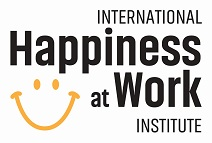 INTERNATIONAL
Happiness
at Work
INSTITUTE